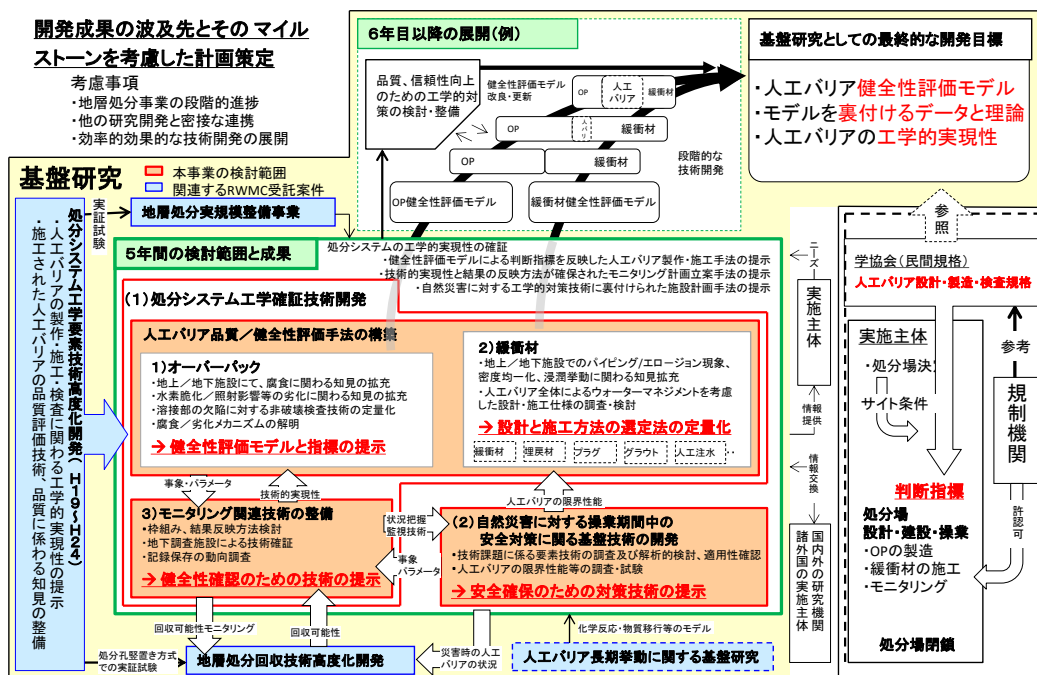 開発成果の波及先とその マイル
ストーンを考慮した計画策定
考慮事項
・地層処分事業の段階的進捗
・他の研究開発と密接な連携
・効率的効果的な技術開発の展開
6年目以降の展開(例)
品質、信頼性向上
のための工学的対
策の検討・整備
健全性評価モデル
改良・更新
OP
人工
バリア
緩衝材
OP
人工
バリ
緩衝材
OP
緩衝材
OP健全性評価モデル
緩衝材健全性評価モデル
段階的な
技術開発
基盤研究としての最終的な開発目標
・人工バリア健全性評価モデル
・モデルを裏付けるデータと理論
・人工バリアの工学的実現性
基盤研究
本事業の検討範囲
関連するRWMC受託案件
処分システム工学要素技術高度化開発(H19~H24)
・人工バリアの製作・施工・検査に関わる工学的実現性の提示
・施工された人工バリアの品質評価技術、品質に係わる知見の整備
実証試験
地層処分実規模整備事業
5年間の検討範囲と成果
処分システムの工学的実現性の確証
・健全性評価モデルによる判断指標を反映した人工バリア製作・施工手法の提示
・技術的実現性と結果の反映方法が確保されたモニタリング計画立案手法の提示
・自然災害に対する工学的対策技術に裏付けられた施設計画手法の提示
(1)処分システム工学確証技術開発
人工バリア品質/健全性評価手法の構築
1)オーバーパック
・地上/地下施設にて、腐食に関わる知見の拡充
・水素脆化/照射影響等の劣化に関わる知見の拡充
・溶接部の欠陥に対する非破壊検査技術の定量化
・腐食/劣化メカニズムの解明
→ 健全性評価モデルと指標の提示
2)緩衝材
・地上/地下施設でのパイピング/エロージョン現象、
密度均一化、浸潤挙動に関わる知見拡充
・人工バリア全体によるウォーターマネジメントを考慮
した設計・施工仕様の調査・検討
→ 設計と施工方法の選定法の定量化
緩衝材
埋戻材
プラグ
グラウト
人工注水
‥
事象・パラメータ
技術的実現性
人工バリアの限界性能
3)モニタリング関連技術の整備
・枠組み、結果反映方法検討
・地下調査施設による技術確証
・記録保存の動向調査
→ 健全性確認のための技術の提示
状況把握
監視技術
事象
パラメータ
(2)自然災害に対する操業期間中の
安全対策に関る基盤技術の開発
・技術課題に係る要素技術の調査及び解析的検討、適用性確認
・人工バリアの限界性能等の調査・試験
→ 安全確保のための対策技術の提示
回収可能性モニタリング
回収可能性
処分孔竪置き方式
での実証試験
地層処分回収技術高度化開発
災害時の人工
バリアの状況
化学反応・物質移行等のモデル
人工バリア長期挙動に関する基盤研究
ニーズ
実施主体
情報
提供
情報
交換
国内外の研究機関
諸外国の実施主体
参照
学協会(民間規格)
人工バリア設計・製造・検査規格
実施主体
・処分場決定
サイト条件
判断指標
処分場
設計・建設・操業
・OPの製造
・緩衝材の施工
・モニタリング
処分場閉鎖
参考
規制機関
許認可